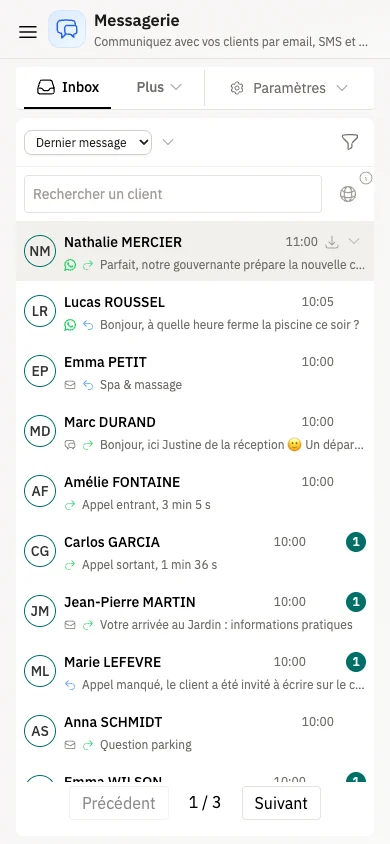 Messagerie
Communiquez avec vos clients par email, SMS et ...
Inbox
Plus
Paramètres
Dernier message
Rechercher un client
NM
Nathalie MERCIER
11:00
Parfait, notre gouvernante prépare la nouvelle c...
LR
Lucas ROUSSEL
10:05
Bonjour, à quelle heure ferme la piscine ce soir ?
EP
Emma PETIT
10:00
Spa & massage
MD
Marc DURAND
10:00
Bonjour, ici Justine de la réception 🙂 Un dépar...
AF
Amélie FONTAINE
10:00
Appel entrant, 3 min 5 s
CG
Carlos GARCIA
10:00
1
Appel sortant, 1 min 36 s
JM
Jean-Pierre MARTIN
10:00
1
Votre arrivée au Jardin : informations pratiques
ML
Marie LEFEVRE
10:00
1
Appel manqué, le client a été invité à écrire sur le c...
AS
Anna SCHMIDT
10:00
Question parking
Emma WILSON
10:00
1
Précédent
1 / 3
Suivant